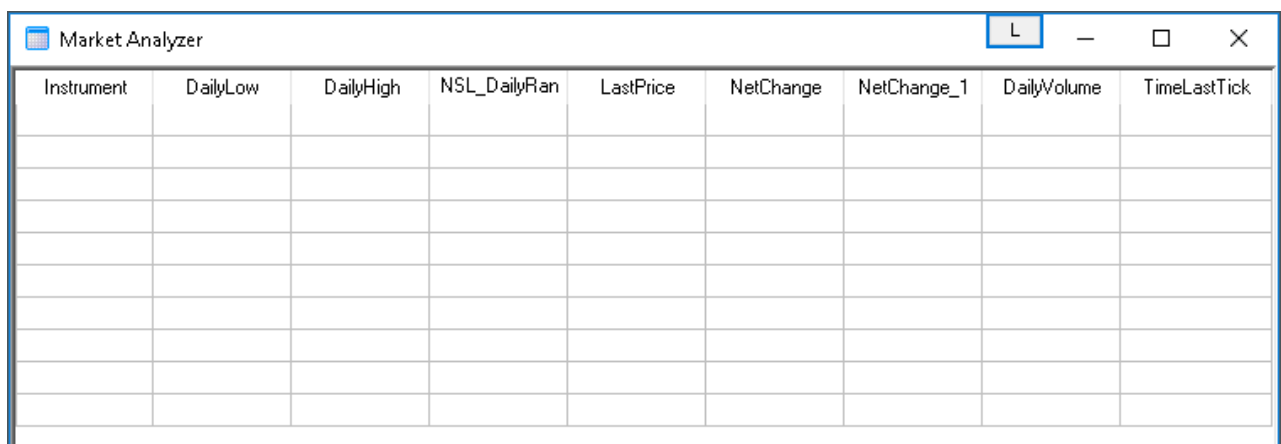 Market Analyzer L
Instrument DailyLow DailyHigh NSL_DailyRan LastPrice NetChange NetChange_1 DailyVolume TimeLastTick